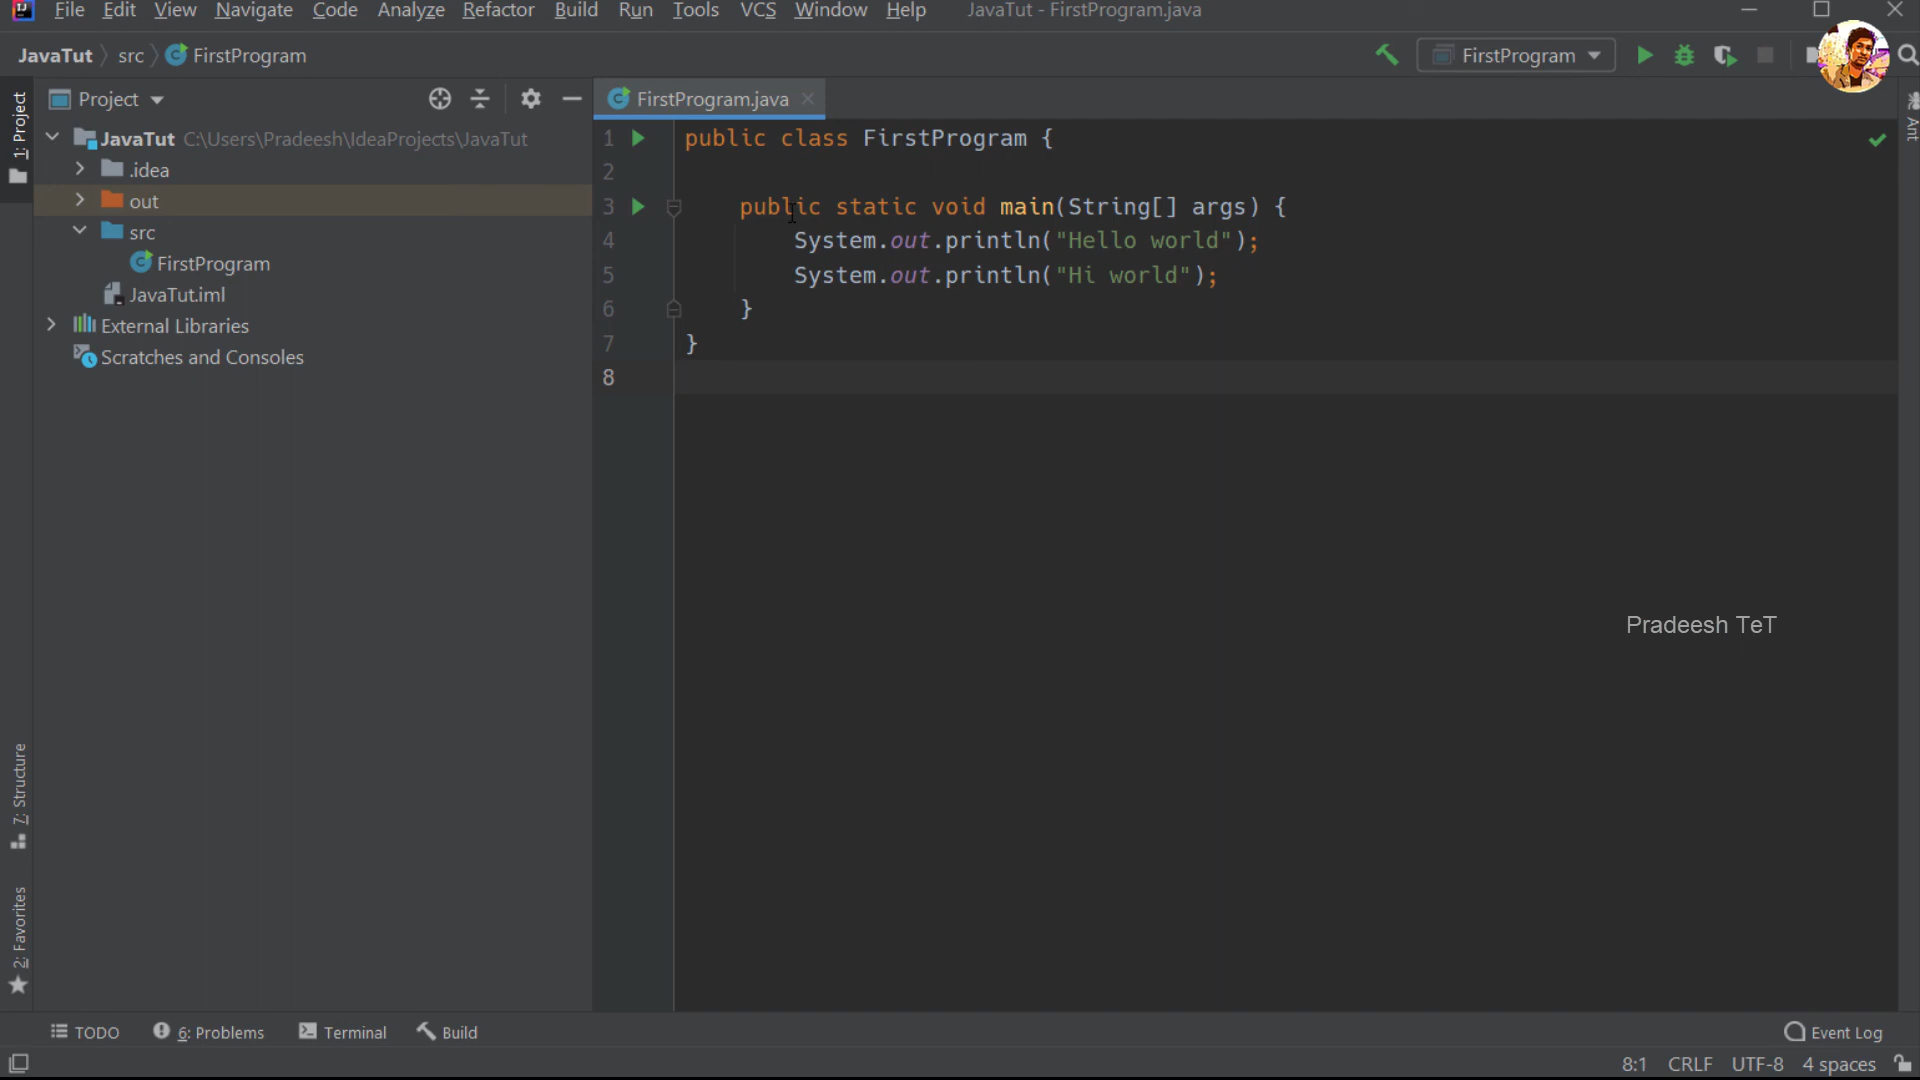 File Edit View Navigate Code Analyze Refactor Build Run Tools VCS Window Help JavaTut - FirstProgram.java
JavaTut src FirstProgram
FirstProgram
Project
FirstProgram.java
1: Project
JavaTut C:\Users\Pradeesh\IdeaProjects\JavaTut
.idea
out
src
FirstProgram
JavaTut.iml
External Libraries
Scratches and Consoles
1 public class FirstProgram {
2
3 public static void main(String[] args) {
4 System.out.println("Hello world");
5 System.out.println("Hi world");
6 }
7 }
8
Ant
Pradeesh TeT
7: Structure
2: Favorites
TODO 6: Problems Terminal Build Event Log
8:1 CRLF UTF-8 4 spaces